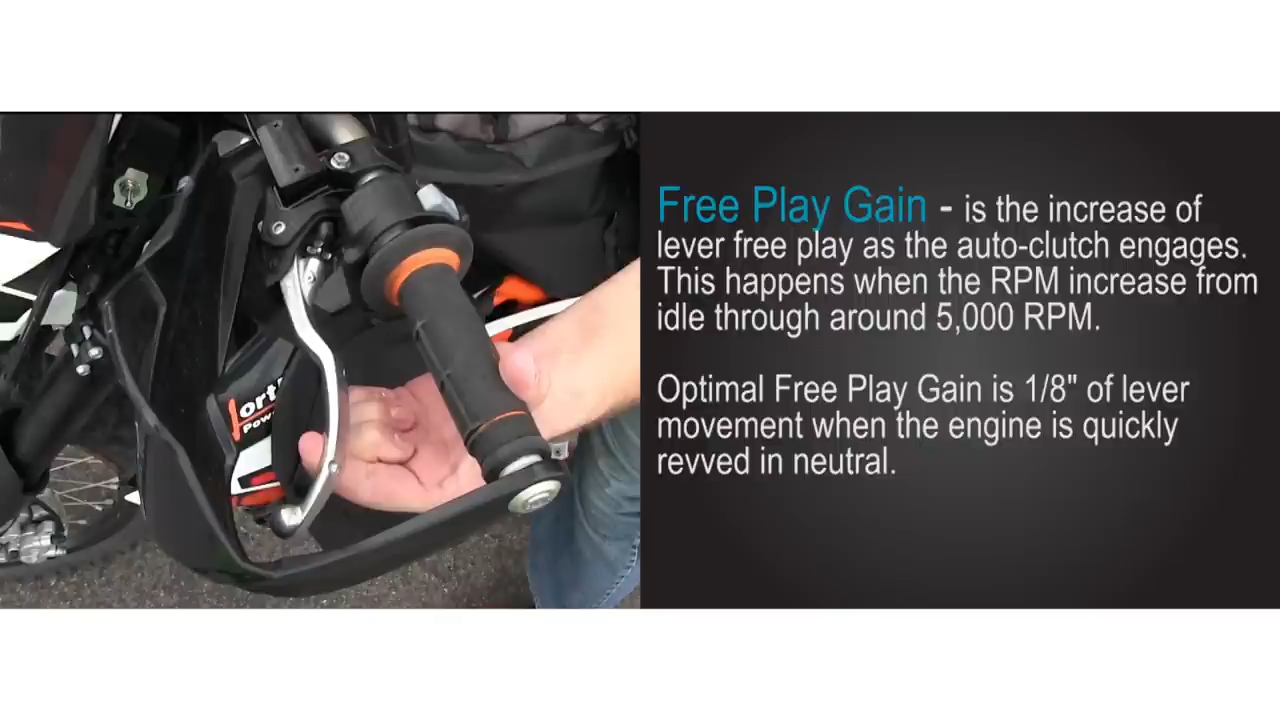 Free Play Gain - is the increase of
lever free play as the auto-clutch engages.
This happens when the RPM increase from
idle through around 5,000 RPM.
Optimal Free Play Gain is 1/8" of lever
movement when the engine is quickly
revved in neutral.